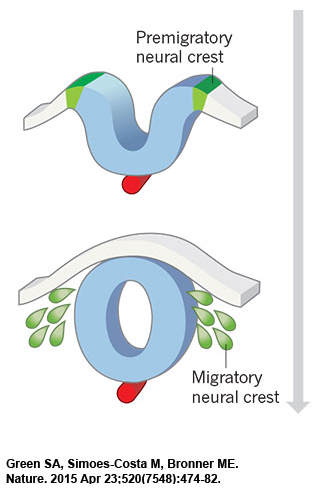 Premigratory
neural crest
Migratory
neural crest
Green SA, Simoes-Costa M, Bronner ME.
Nature. 2015 Apr 23;520(7548):474-82.